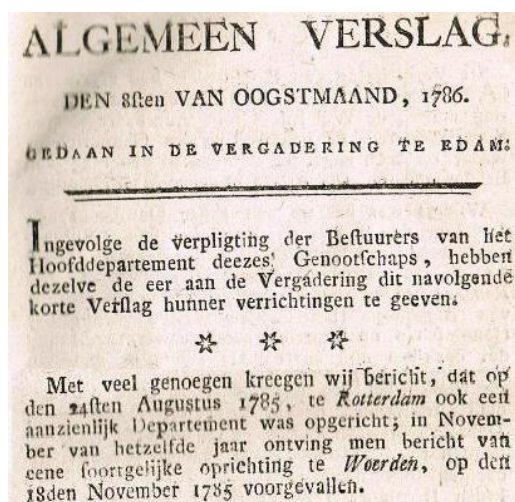 ALGEMEEN VERSLAG.
DEN 8ſten VAN OOGSTMAAND, 1786.
GEDAAN IN DE VERGADERING TE EDAM.
Ingevolge de verpligting der Beſtuurers van het
Hoofddepartement deezes Genootſchaps, hebben
dezelve de eer aan de Vergadering dit navolgende
korte Verſlag hunner verrichtingen te geeven.
Met veel genoegen kreegen wij bericht, dat op
den 24ſten Augustus 1785, te Rotterdam ook een
aanzienlijk Departement was opgericht; in Novem-
ber van hetzelfde jaar ontving men bericht van
eene ſoortgelijke oprichting te Woerden, op den
18den November 1785 voorgevallen.